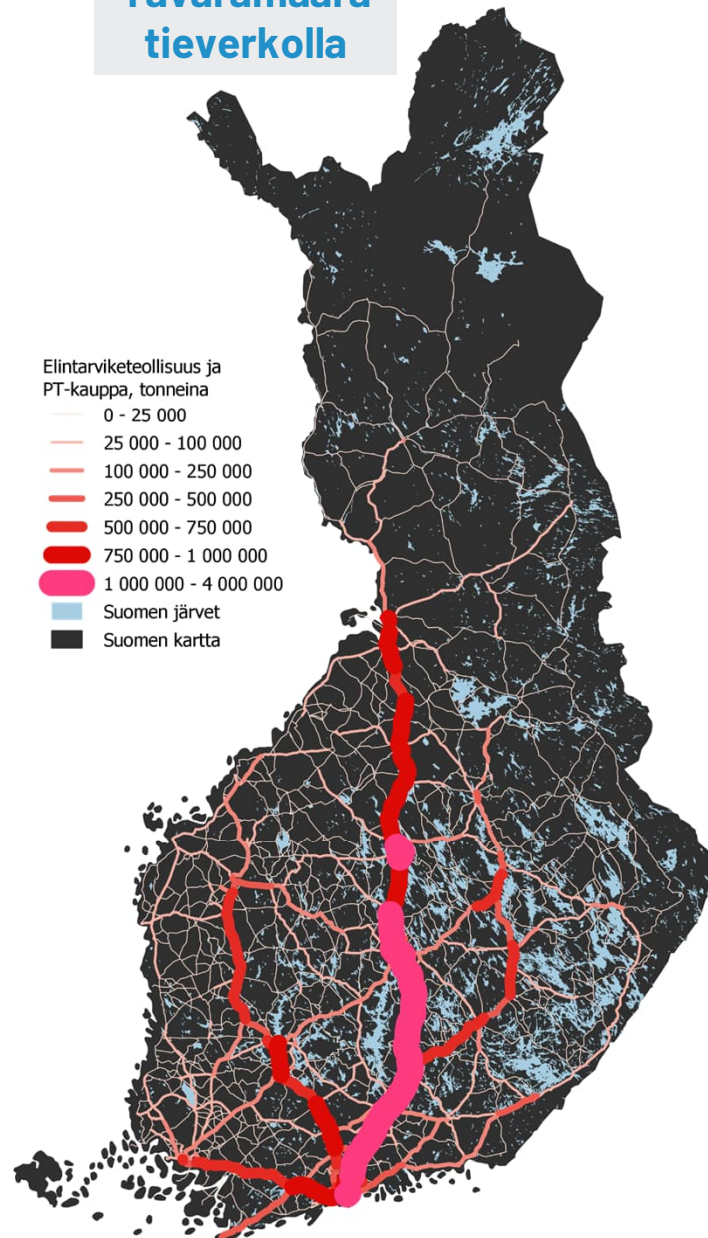 Tavaramäärä
tieverkolla
Elintarviketeollisuus ja
PT-kauppa, tonneina
0 - 25 000
25 000 - 100 000
100 000 - 250 000
250 000 - 500 000
500 000 - 750 000
750 000 - 1 000 000
1 000 000 - 4 000 000
Suomen järvet
Suomen kartta